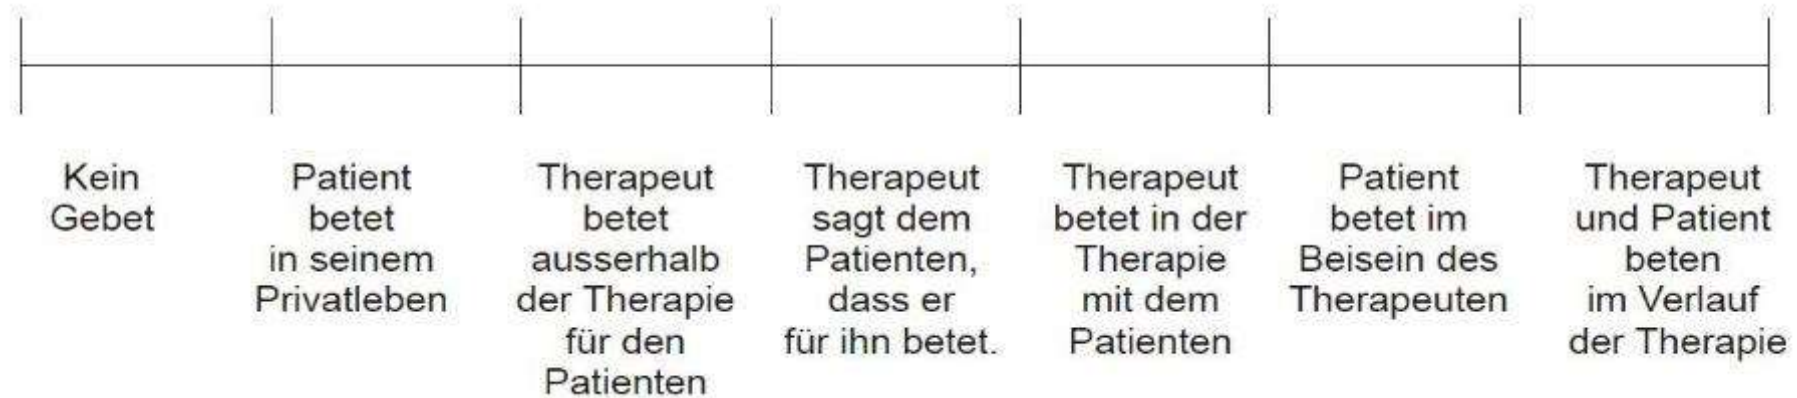 Kein
Gebet
Patient
betet
in seinem
Privatleben
Therapeut
betet
ausserhalb
der Therapie
für den
Patienten
Therapeut
sagt dem
Patienten,
dass er
für ihn betet.
Therapeut
betet in der
Therapie
mit dem
Patienten
Patient
betet im
Beisein des
Therapeuten
Therapeut
und Patient
beten
im Verlauf
der Therapie